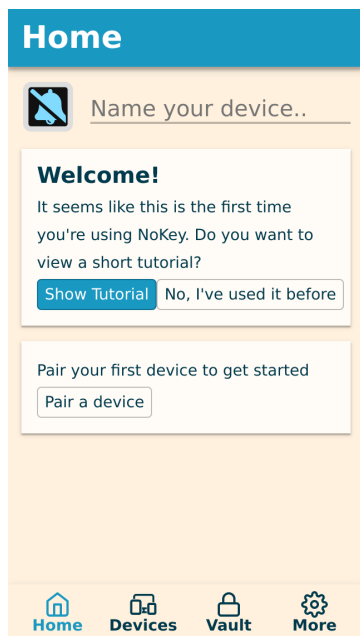 Home
Name your device..
Welcome!
It seems like this is the first time
you're using NoKey. Do you want to
view a short tutorial?
Show Tutorial No, I've used it before
Pair your first device to get started
Pair a device
Home Devices Vault More